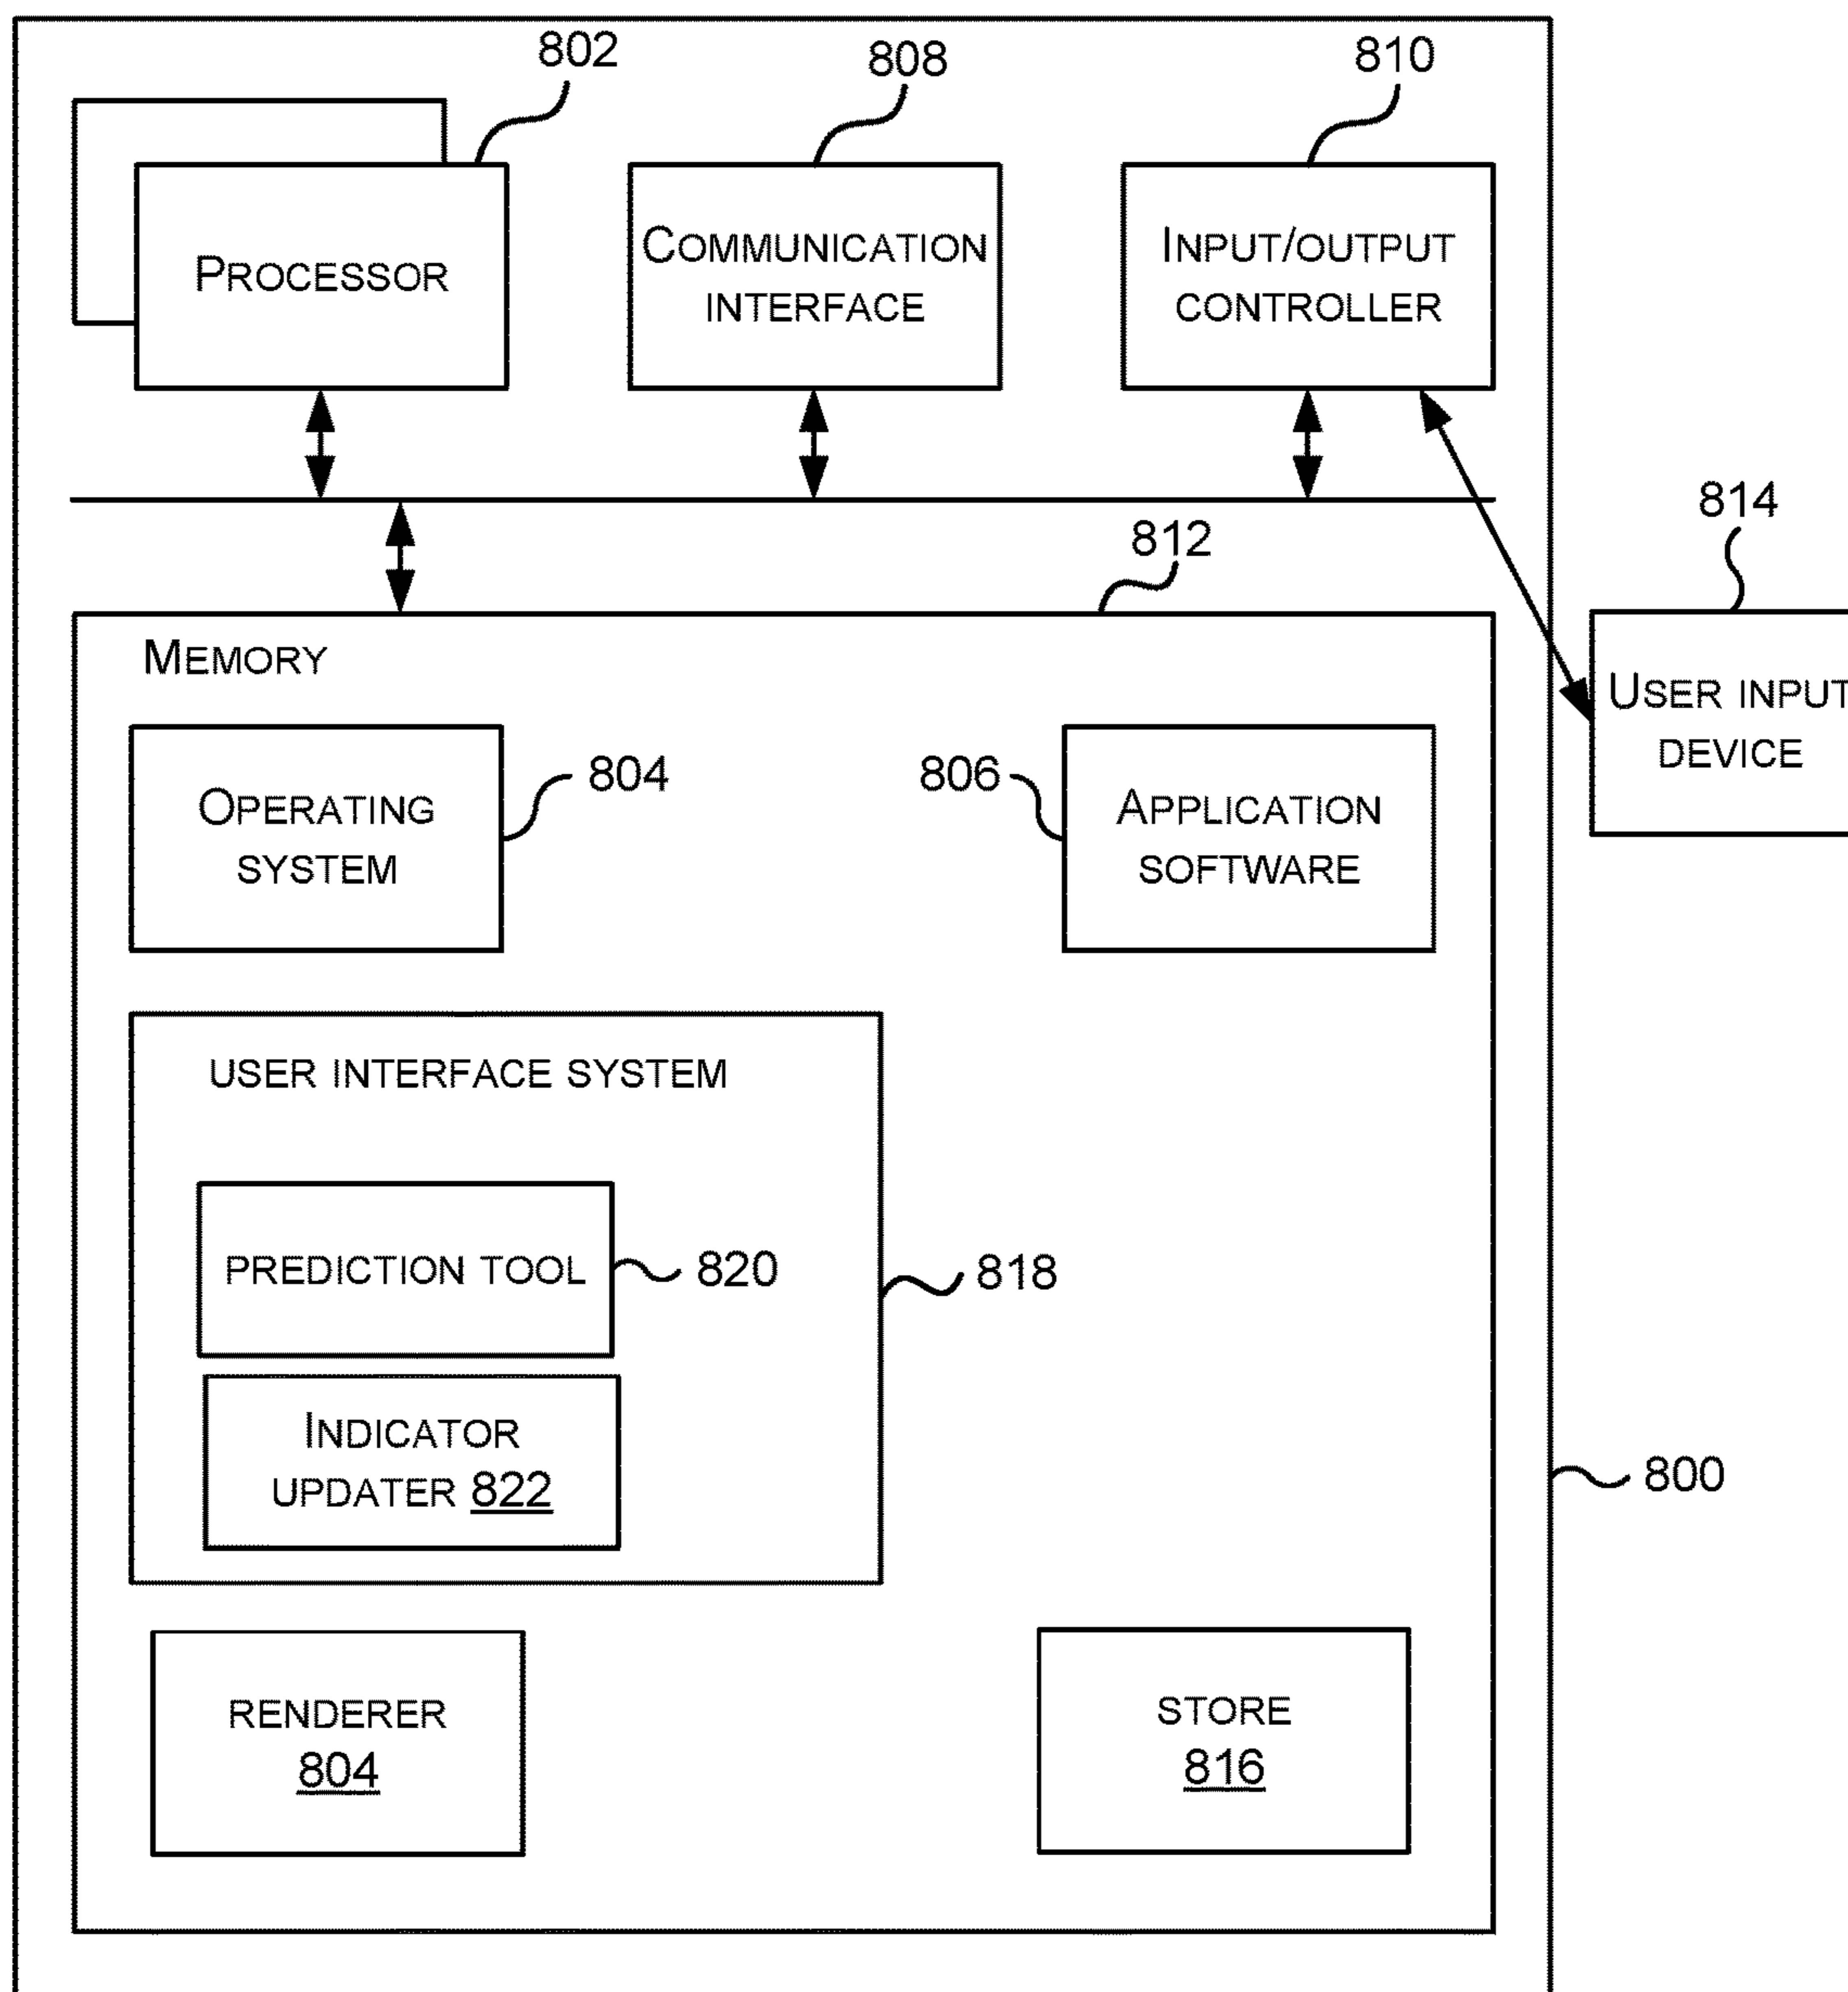 802
808
810
PROCESSOR
COMMUNICATION
INTERFACE
INPUT/OUTPUT
CONTROLLER
812
814
MEMORY
USER INPUT
DEVICE
OPERATING
SYSTEM
804
806
APPLICATION
SOFTWARE
USER INTERFACE SYSTEM
PREDICTION TOOL
820
818
INDICATOR
UPDATER 822
800
RENDERER
804
STORE
816